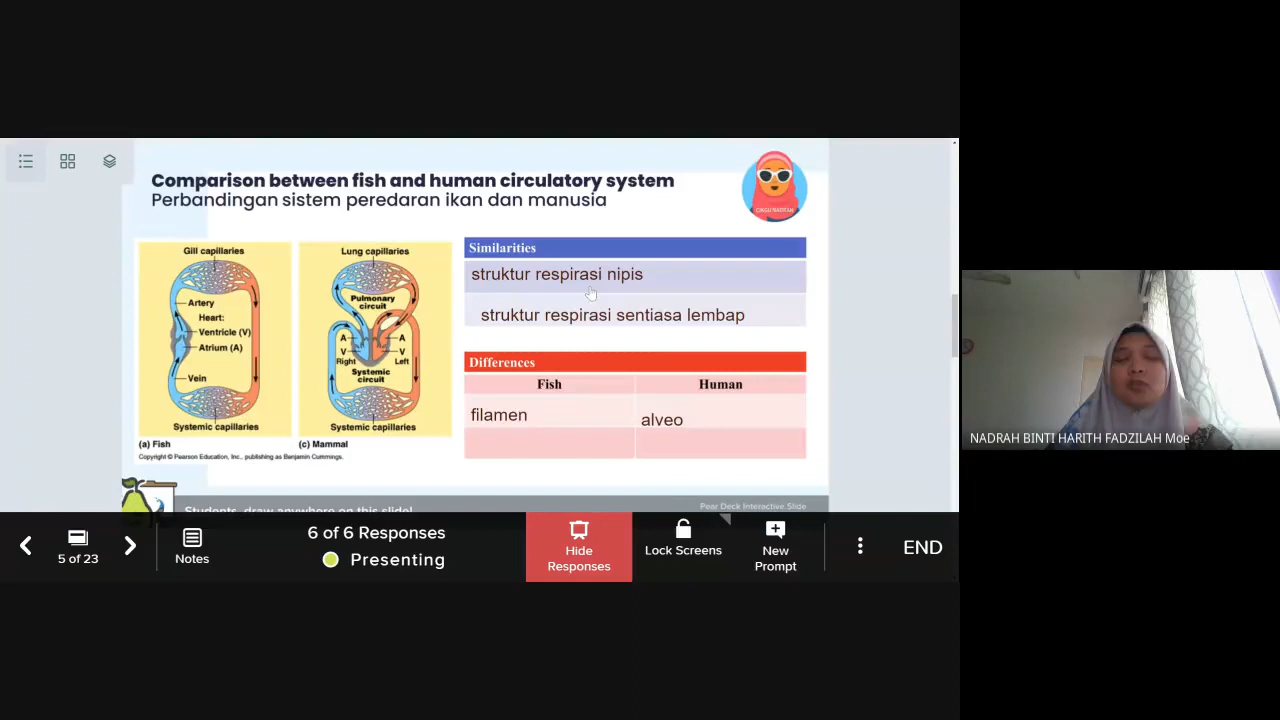 Comparison between fish and human circulatory system
Perbandingan sistem peredaran ikan dan manusia
CIKGU NADRAH
Gill capillaries
Artery
Heart:
Ventricle (V)
Atrium (A)
Vein
Systemic capillaries
(a) Fish
Lung capillaries
Pulmonary
circuit
A
A
V
V
Right
Left
Systemic
circuit
Systemic capillaries
(c) Mammal
Copyright © Pearson Education, Inc., publishing as Benjamin Cummings.
Similarities
struktur respirasi nipis
struktur respirasi sentiasa lembap
Differences
Fish
Human
filamen
alveo
Students, draw anywhere on this slide!
Pear Deck Interactive Slide
NADRAH BINTI HARITH FADZILAH Moe
5 of 23
Notes
6 of 6 Responses
Presenting
Hide
Responses
Lock Screens
New
Prompt
END